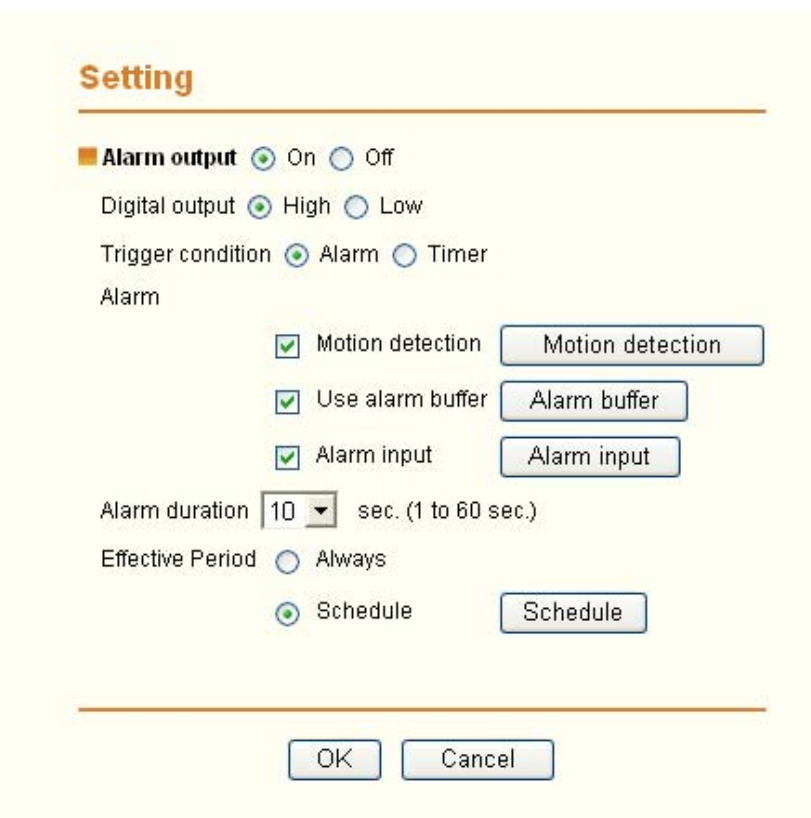 Setting
Alarm output On Off
Digital output High Low
Trigger condition Alarm Timer
Alarm
Motion detection Motion detection
Use alarm buffer Alarm buffer
Alarm input Alarm input
Alarm duration 10 sec. (1 to 60 sec.)
Effective Period Always
Schedule Schedule
OK Cancel